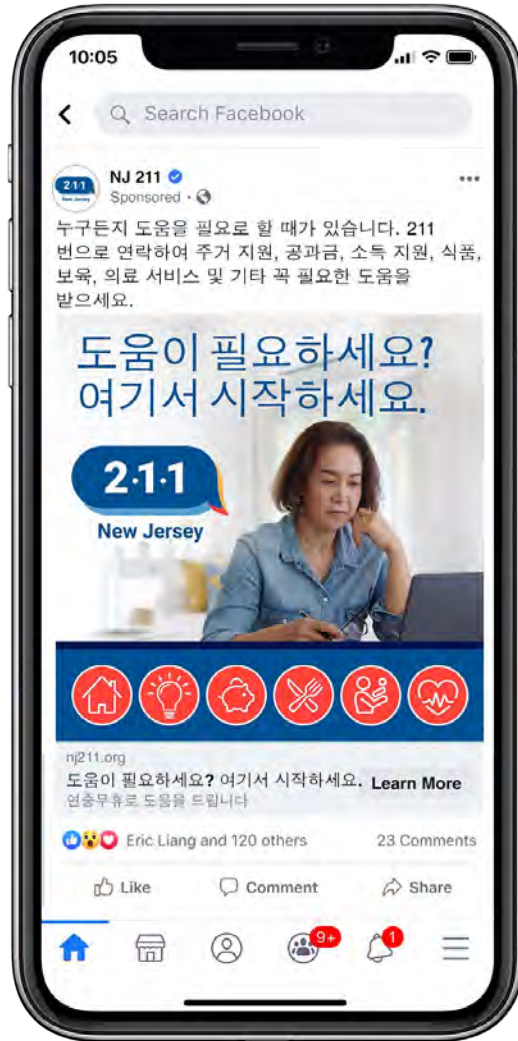 10:05
Search Facebook
211
New Jersey
NJ 211
Sponsored
누구든지 도움을 필요로 할 때가 있습니다. 211
번으로 연락하여 주거 지원, 공과금, 소득 지원, 식품,
보육, 의료 서비스 및 기타 꼭 필요한 도움을
받으세요.
도움이 필요하세요?
여기서 시작하세요.
2·1·1
New Jersey
nj211.org
도움이 필요하세요? 여기서 시작하세요. Learn More
연중무휴로 도움을 드립니다
Eric Liang and 120 others 23 Comments
Like Comment Share
9+ 1